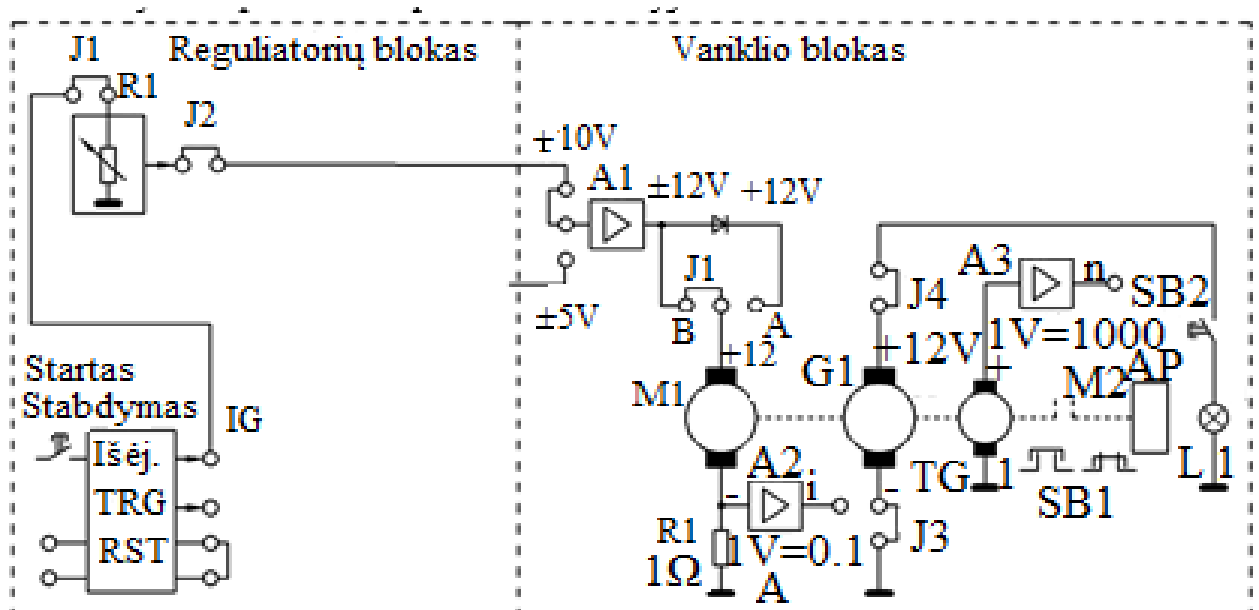 Reguliatorių blokas
Variklio blokas
J1
R1
J2
±10V
A1
±12V
+12V
±5V
J1
B
A
+12
M1
A2
i
-
R1
1Ω
1V=0.1
A
G1
+12V
J4
-
J3
A3
n
1V=1000
+
TG 1
SB2
M2
AP
SB1
L 1
Startas
Stabdymas
IG
Išėj.
TRG
RST